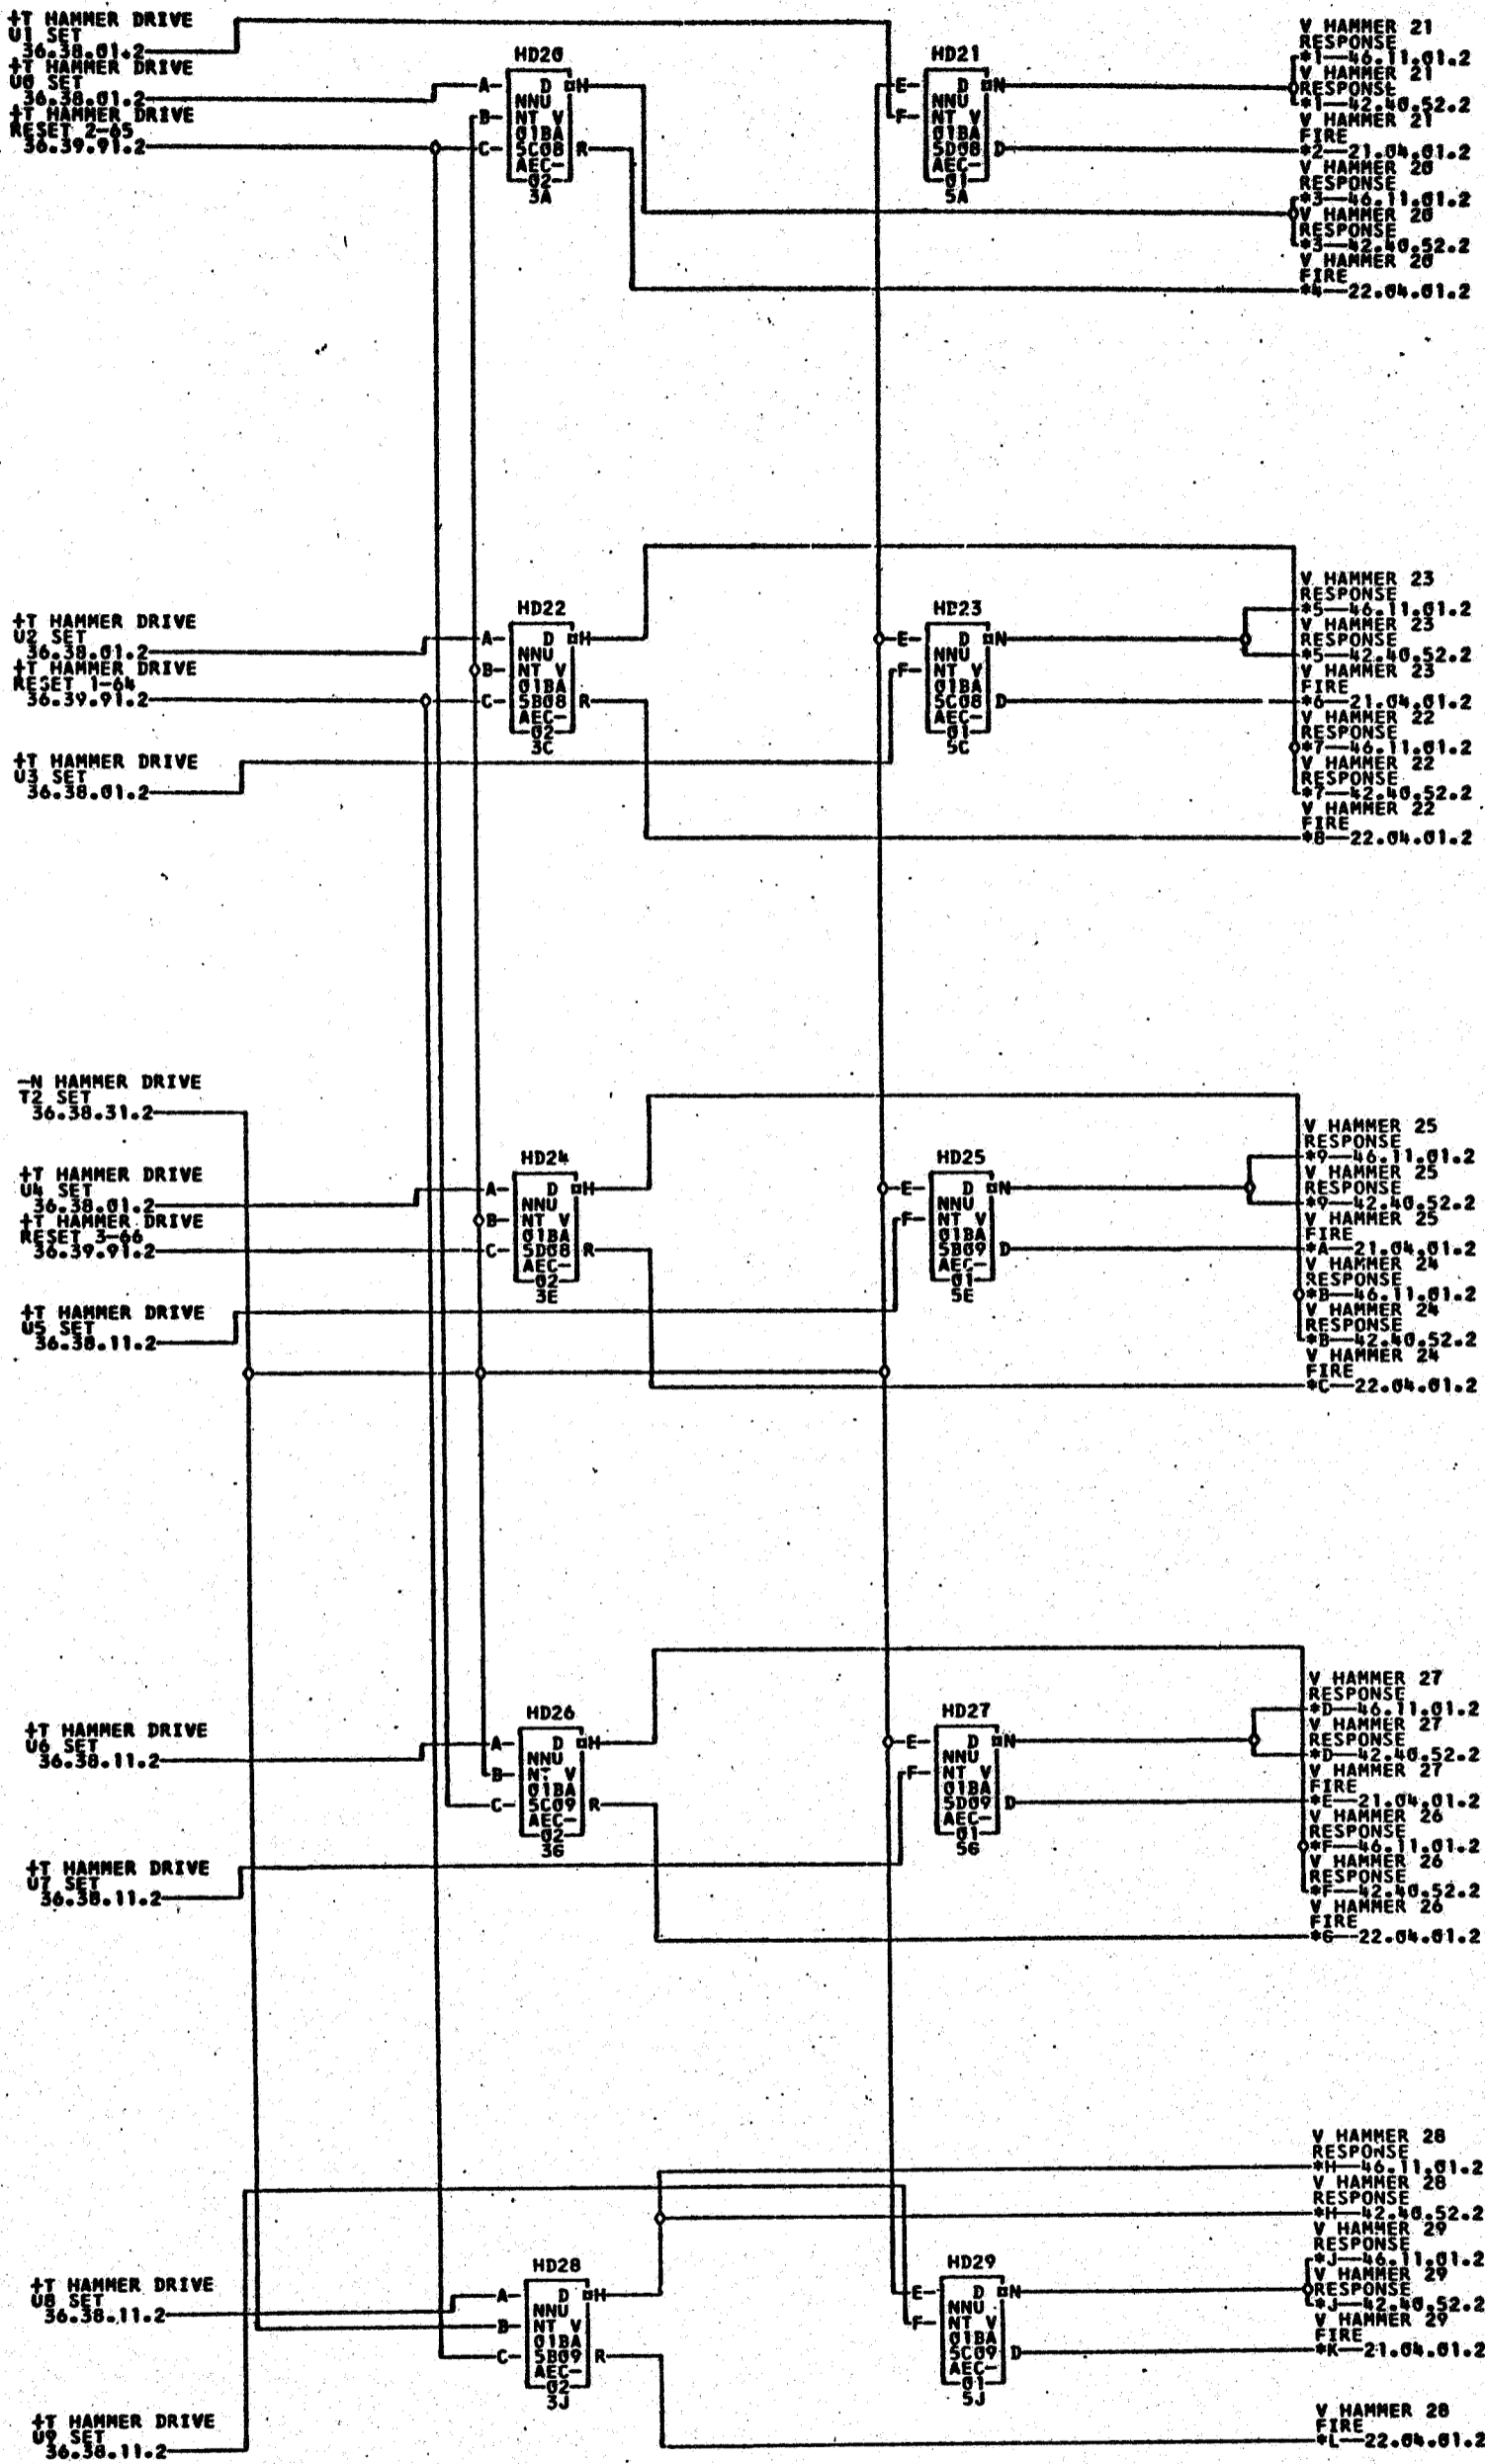 +T HAMMER DRIVE
U1 SET
36.38.01.2
+T HAMMER DRIVE
U0 SET
36.38.01.2
+T HAMMER DRIVE
RESET 2-65
36.39.91.2
HD20
A D H
NNU
B NT V
01BA
C 5C08 R
AEC-
02
3A
HD21
E D N
NNU
F NT V
01BA
5D08 D
AEC-
01
5A
V HAMMER 21
RESPONSE
*1—46.11.01.2
V HAMMER 21
RESPONSE
*1—42.40.52.2
V HAMMER 21
FIRE
*2—21.04.01.2
V HAMMER 20
RESPONSE
*3—46.11.01.2
V HAMMER 20
RESPONSE
*3—42.40.52.2
V HAMMER 20
FIRE
*4—22.04.01.2
+T HAMMER DRIVE
U2 SET
36.38.01.2
+T HAMMER DRIVE
RESET 1-64
36.39.91.2
+T HAMMER DRIVE
U3 SET
36.38.01.2
HD22
A D H
NNU
B NT V
01BA
C 5B08 R
AEC-
02
3C
HD23
E D N
NNU
F NT V
01BA
5C08 D
AEC-
01
5C
V HAMMER 23
RESPONSE
*5—46.11.01.2
V HAMMER 23
RESPONSE
*5—42.40.52.2
V HAMMER 23
FIRE
*6—21.04.01.2
V HAMMER 22
RESPONSE
*7—46.11.01.2
V HAMMER 22
RESPONSE
*7—42.40.52.2
V HAMMER 22
FIRE
*8—22.04.01.2
-N HAMMER DRIVE
T2 SET
36.38.31.2
+T HAMMER DRIVE
U4 SET
36.38.01.2
+T HAMMER DRIVE
RESET 3-66
36.39.91.2
+T HAMMER DRIVE
U5 SET
36.38.11.2
HD24
A D H
NNU
B NT V
01BA
C 5D08 R
AEC-
02
3E
HD25
E D N
NNU
F NT V
01BA
5B09 D
AEC-
01
5E
V HAMMER 25
RESPONSE
*9—46.11.01.2
V HAMMER 25
RESPONSE
*9—42.40.52.2
V HAMMER 25
FIRE
*A—21.04.01.2
V HAMMER 24
RESPONSE
*B—46.11.01.2
V HAMMER 24
RESPONSE
*B—42.40.52.2
V HAMMER 24
FIRE
*C—22.04.01.2
+T HAMMER DRIVE
U6 SET
36.38.11.2
+T HAMMER DRIVE
U7 SET
36.38.11.2
HD26
A D H
NNU
B NT V
01BA
C 5C09 R
AEC-
02
3G
HD27
E D N
NNU
F NT V
01BA
5D09 D
AEC-
01
5G
V HAMMER 27
RESPONSE
*D—46.11.01.2
V HAMMER 27
RESPONSE
*D—42.40.52.2
V HAMMER 27
FIRE
*E—21.04.01.2
V HAMMER 26
RESPONSE
*F—46.11.01.2
V HAMMER 26
RESPONSE
*F—42.40.52.2
V HAMMER 26
FIRE
*G—22.04.01.2
+T HAMMER DRIVE
U8 SET
36.38.11.2
+T HAMMER DRIVE
U9 SET
36.38.11.2
HD28
A D H
NNU
B NT V
01BA
C 5B09 R
AEC-
02
3J
HD29
E D N
NNU
F NT V
01BA
5C09 D
AEC-
01
5J
V HAMMER 28
RESPONSE
*H—46.11.01.2
V HAMMER 28
RESPONSE
*H—42.40.52.2
V HAMMER 29
RESPONSE
*J—46.11.01.2
V HAMMER 29
RESPONSE
*J—42.40.52.2
V HAMMER 29
FIRE
*K—21.04.01.2
V HAMMER 28
FIRE
*L—22.04.01.2